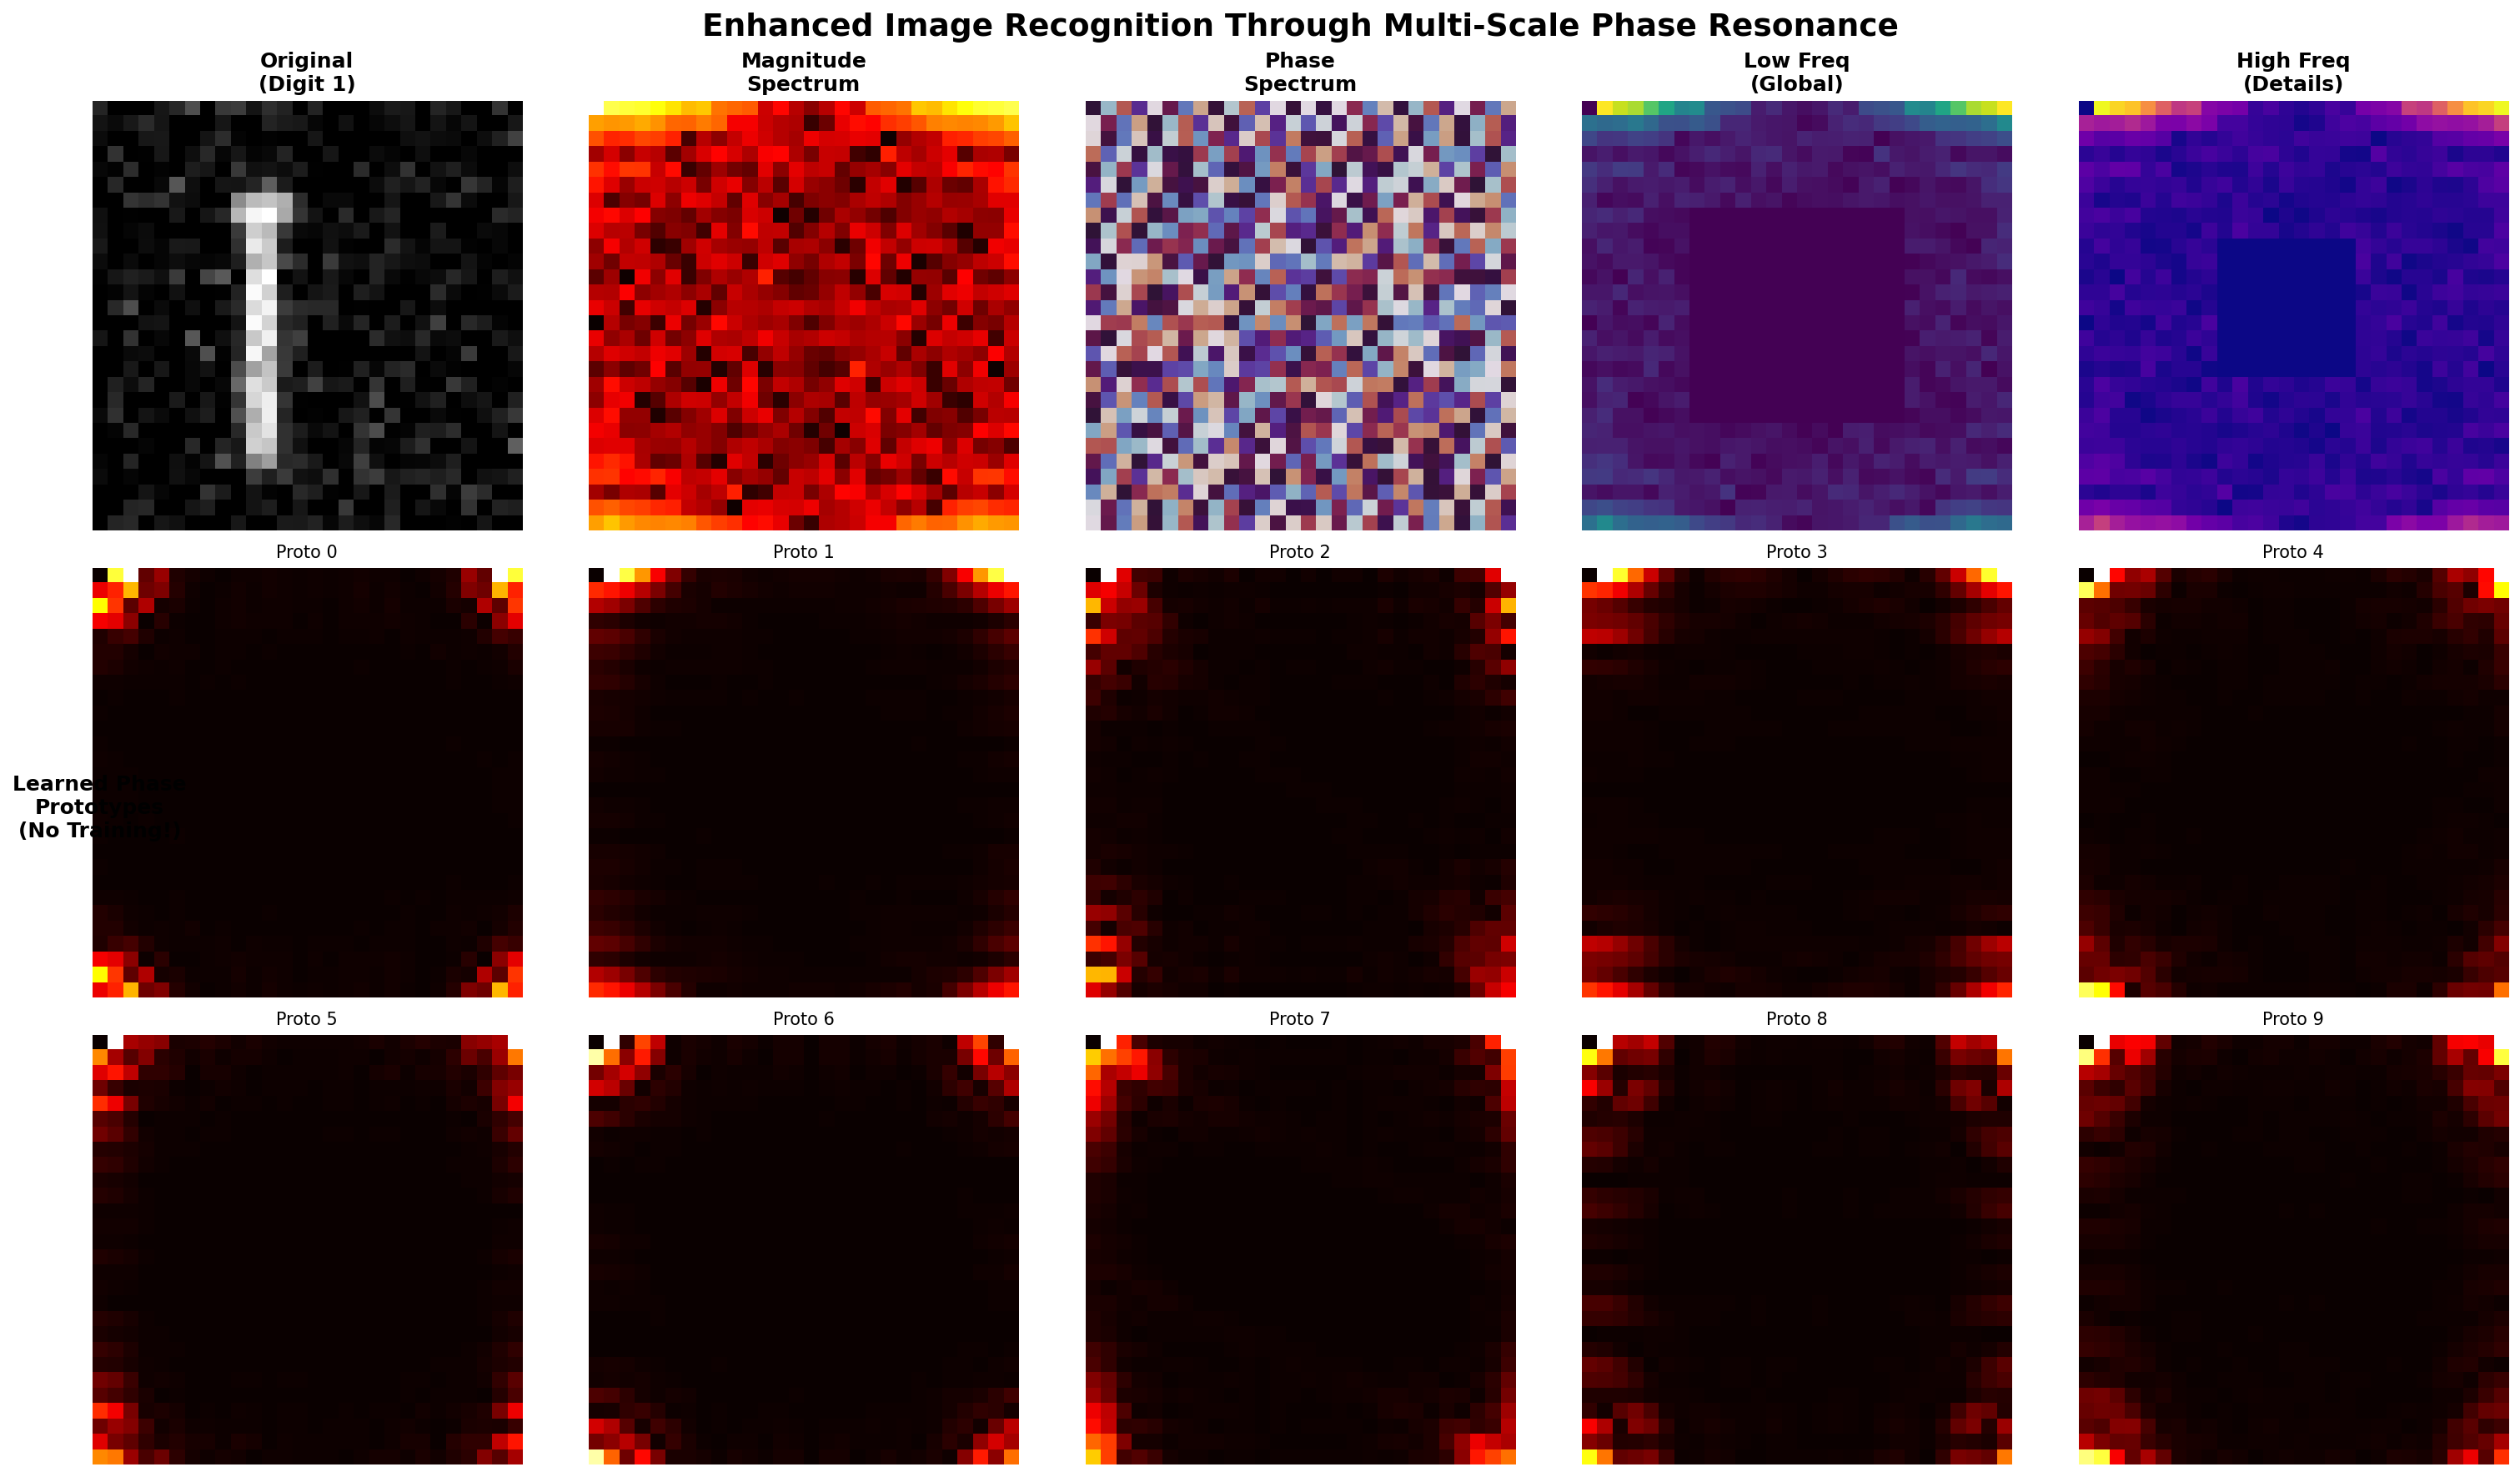 Enhanced Image Recognition Through Multi-Scale Phase Resonance
Original
(Digit 1)
Magnitude
Spectrum
Phase
Spectrum
Low Freq
(Global)
High Freq
(Details)
Proto 0
Proto 1
Proto 2
Proto 3
Proto 4
Learned Phase
Prototypes
(No
Proto 5
Proto 6
Proto 7
Proto 8
Proto 9